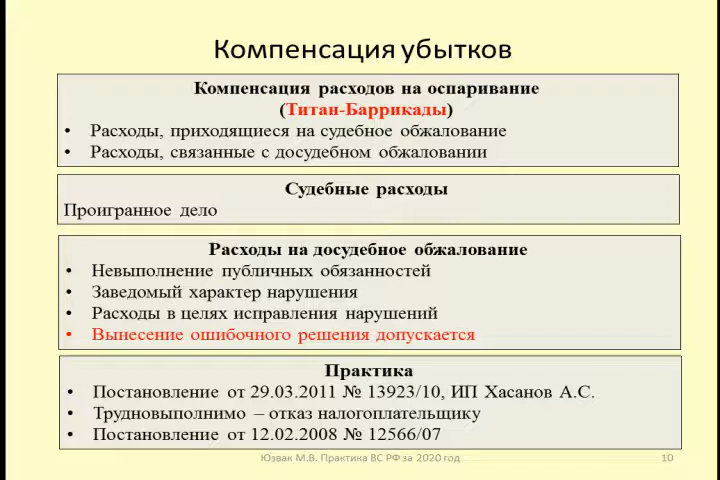 Компенсация убытков
Компенсация расходов на оспаривание
(Титан-Баррикады)
• Расходы, приходящиеся на судебное обжалование
• Расходы, связанные с досудебном обжаловании
Судебные расходы
Проигранное дело
Расходы на досудебное обжалование
• Невыполнение публичных обязанностей
• Заведомый характер нарушения
• Расходы в целях исправления нарушений
• Вынесение ошибочного решения допускается
Практика
• Постановление от 29.03.2011 № 13923/10, ИП Хасанов А.С.
• Трудновыполнимо – отказ налогоплательщику
• Постановление от 12.02.2008 № 12566/07
Юзвак М.В. Практика ВС РФ за 2020 год
10